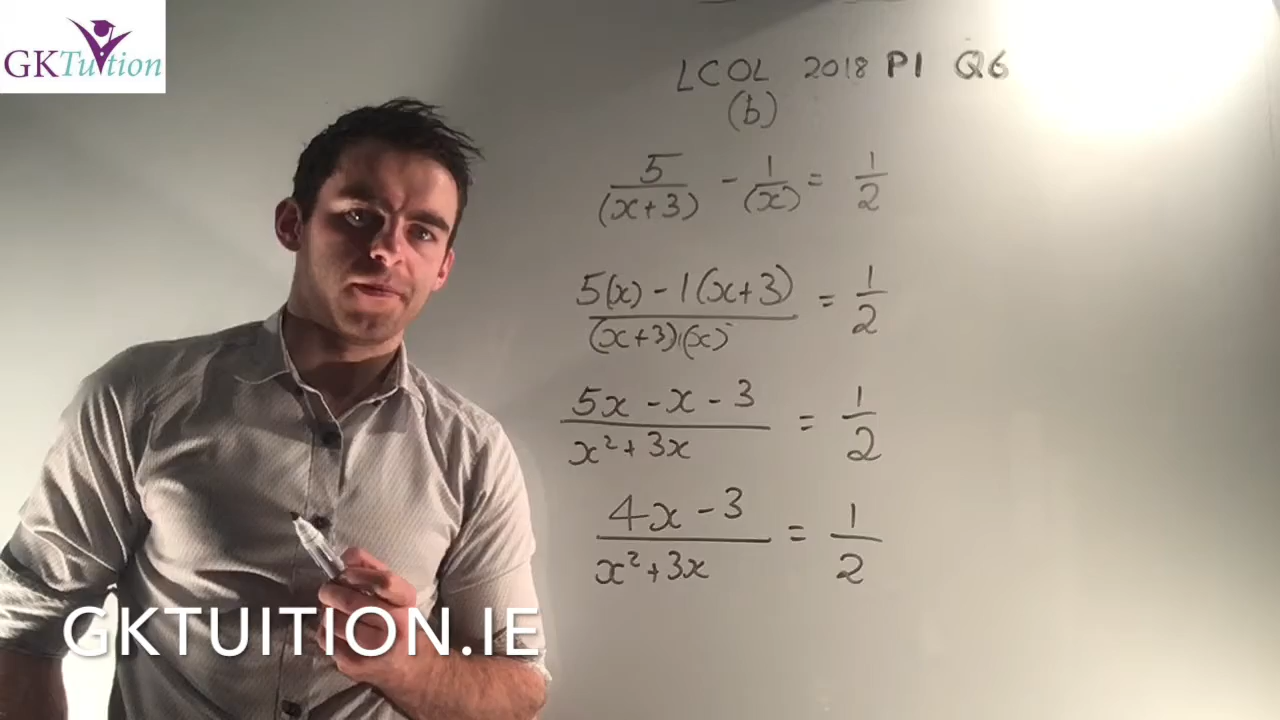 GKTuition
LCOL 2018 P1 Q6
(b)
5/(x+3) - 1/(x) = 1/2
5(x) - 1(x+3)/(x+3)(x) = 1/2
5x - x - 3/x² + 3x = 1/2
4x - 3/x² + 3x = 1/2
GKTUITION.IE